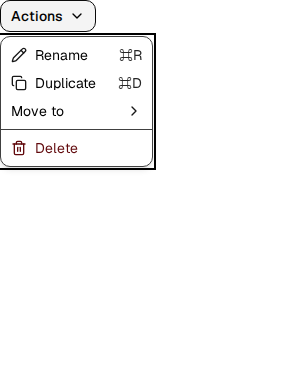 Actions
Rename ⌘R
Duplicate ⌘D
Move to
Delete